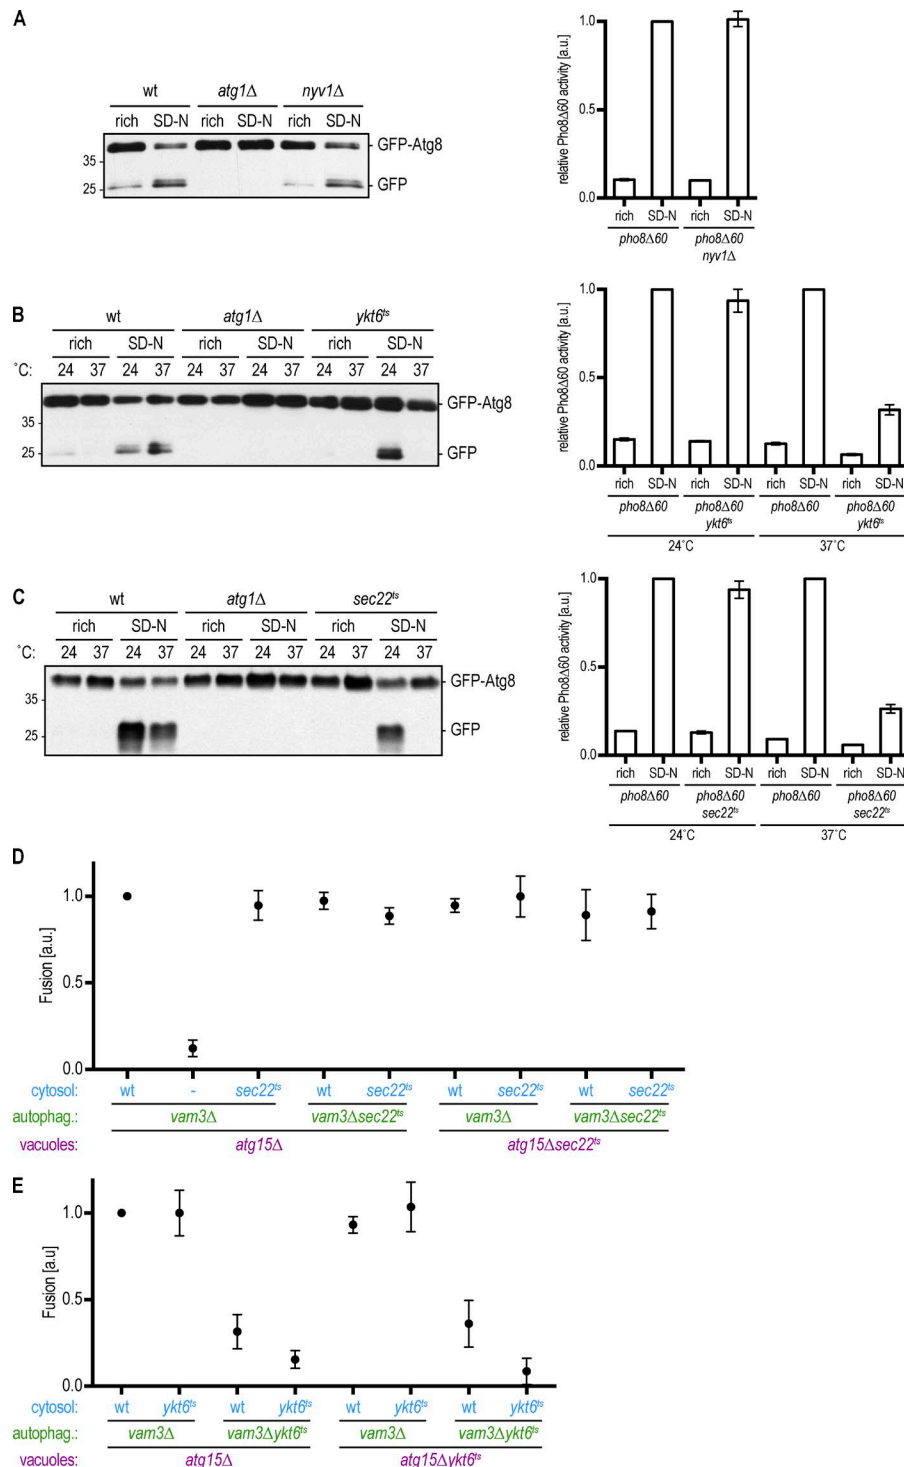 A
wt atg1Δ nyv1Δ
rich SD-N rich SD-N rich SD-N
GFP-Atg8
35
25
GFP
relative Pho8Δ60 activity [a.u.]
1.0
0.5
0.0
rich SD-N rich SD-N
pho8Δ60 pho8Δ60
nyv1Δ
B
wt atg1Δ ykt6ts
rich SD-N rich SD-N rich SD-N
˚C: 24 37 24 37 24 37 24 37 24 37 24 37
GFP-Atg8
35
25
GFP
relative Pho8Δ60 activity [a.u.]
1.0
0.5
0.0
rich SD-N rich SD-N rich SD-N rich SD-N
pho8Δ60 pho8Δ60 pho8Δ60 pho8Δ60
ykt6ts ykt6ts
24˚C 37˚C
C
wt atg1Δ sec22ts
rich SD-N rich SD-N rich SD-N
˚C: 24 37 24 37 24 37 24 37 24 37 24 37
GFP-Atg8
35
25
GFP
relative Pho8Δ60 activity [a.u.]
1.0
0.5
0.0
rich SD-N rich SD-N rich SD-N rich SD-N
pho8Δ60 pho8Δ60 pho8Δ60 pho8Δ60
sec22ts sec22ts
24˚C 37˚C
D
Fusion [a.u.]
1.0
0.5
0.0
cytosol: wt - sec22ts wt sec22ts wt sec22ts wt sec22ts
autophag.: vam3Δ vam3Δsec22ts vam3Δ vam3Δsec22ts
vacuoles: atg15Δ atg15Δsec22ts
E
Fusion [a.u]
1.0
0.5
0.0
cytosol: wt ykt6ts wt ykt6ts wt ykt6ts wt ykt6ts
autophag.: vam3Δ vam3Δykt6ts vam3Δ vam3Δykt6ts
vacuoles: atg15Δ atg15Δykt6ts